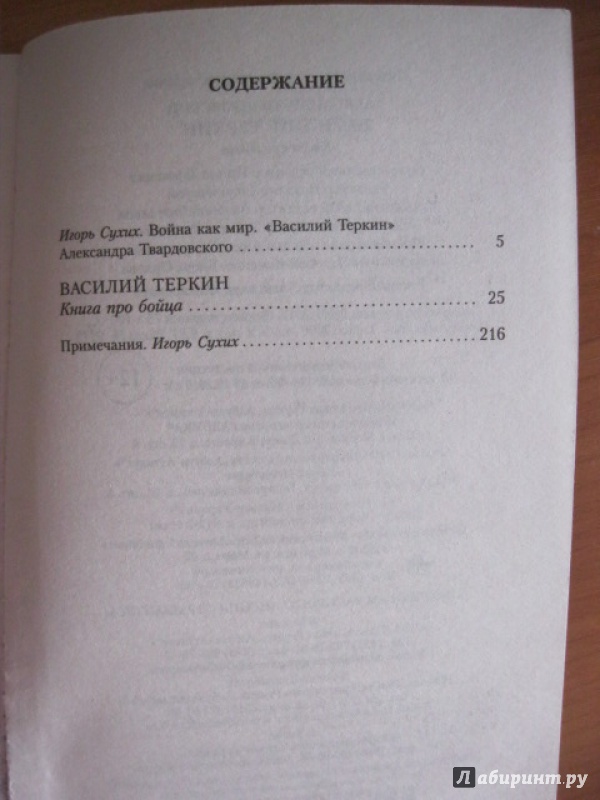 СОДЕРЖАНИЕ
Игорь Сухих. Война как мир. «Василий Теркин»
Александра Твардовского ................................ 5
ВАСИЛИЙ ТЕРКИН
Книга про бойца ........................................ 25
Примечания. Игорь Сухих ................................ 216
Лабиринт.ру